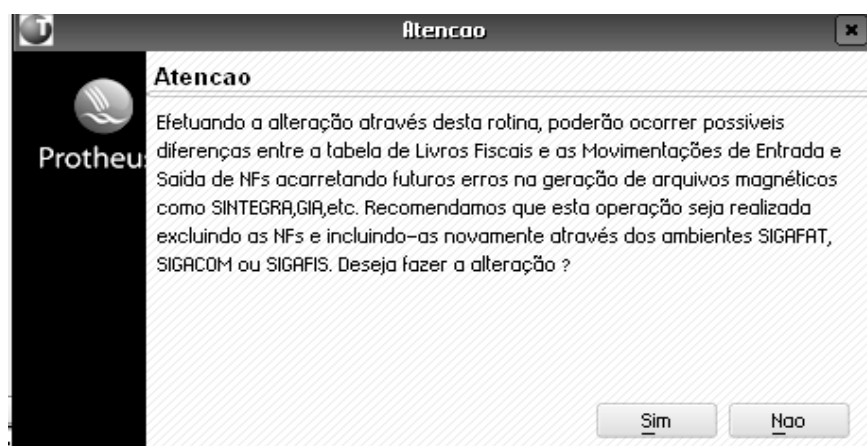 Atencao
Atencao
Protheus
Efetuando a alteração através desta rotina, poderão ocorrer possíveis
diferenças entre a tabela de Livros Fiscais e as Movimentações de Entrada e
Saída de NFs acarretando futuros erros na geração de arquivos magnéticos
como SINTEGRA,GIA,etc. Recomendamos que esta operação seja realizada
excluindo as NFs e incluindo-as novamente através dos ambientes SIGAFAT,
SIGACOM ou SIGAFIS. Deseja fazer a alteração ?
Sim
Nao